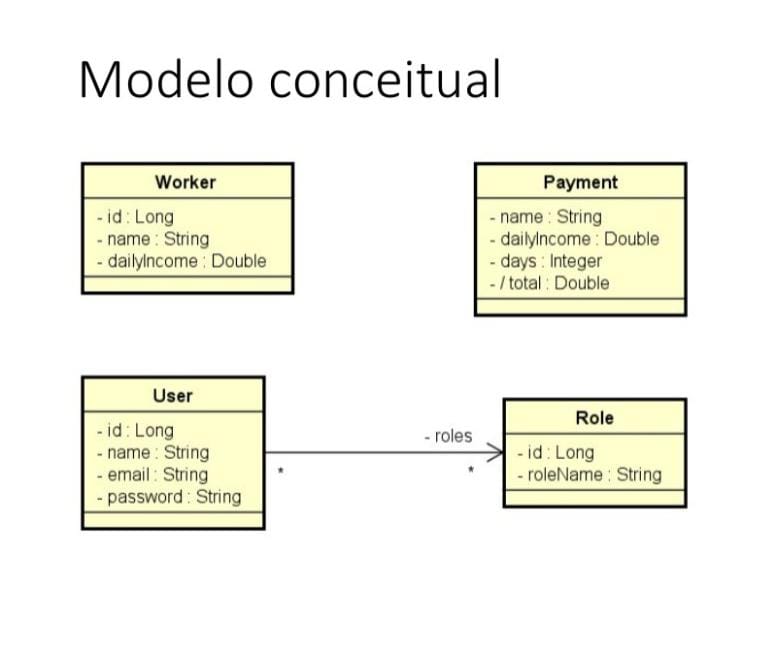 Modelo conceitual
Worker
- id : Long
- name : String
- dailyIncome : Double
Payment
- name : String
- dailyIncome : Double
- days : Integer
- / total : Double
User
- id : Long
- name : String
- email : String
- password : String
- roles
*
*
Role
- id : Long
- roleName : String